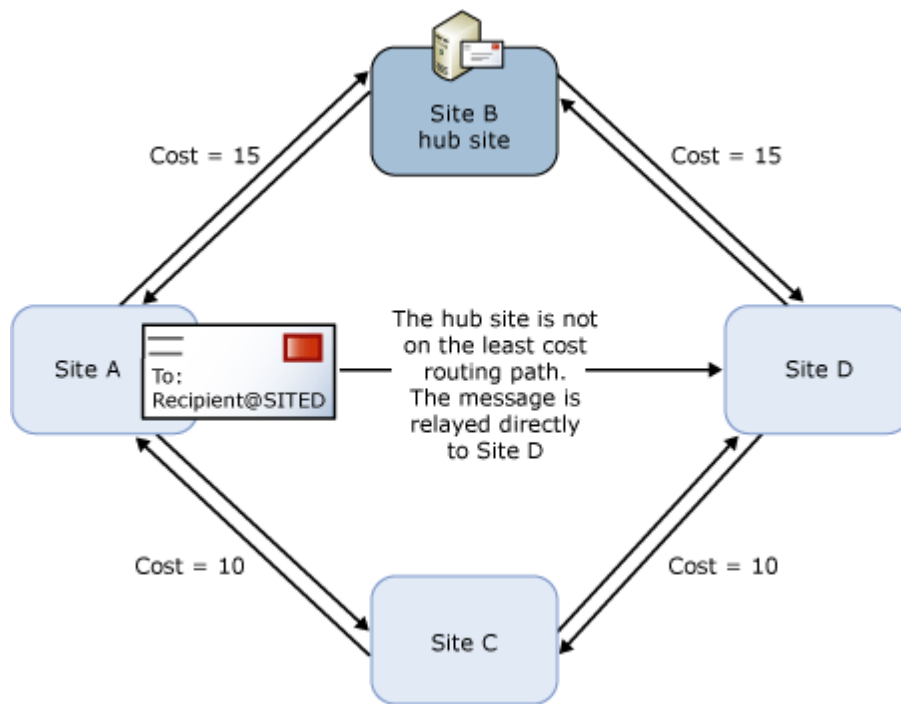 Site B
hub site
Cost = 15
Cost = 15
The hub site is not
on the least cost
routing path.
The message is
relayed directly
to Site D
Site A
To:
Recipient@SITED
Site D
Cost = 10
Cost = 10
Site C